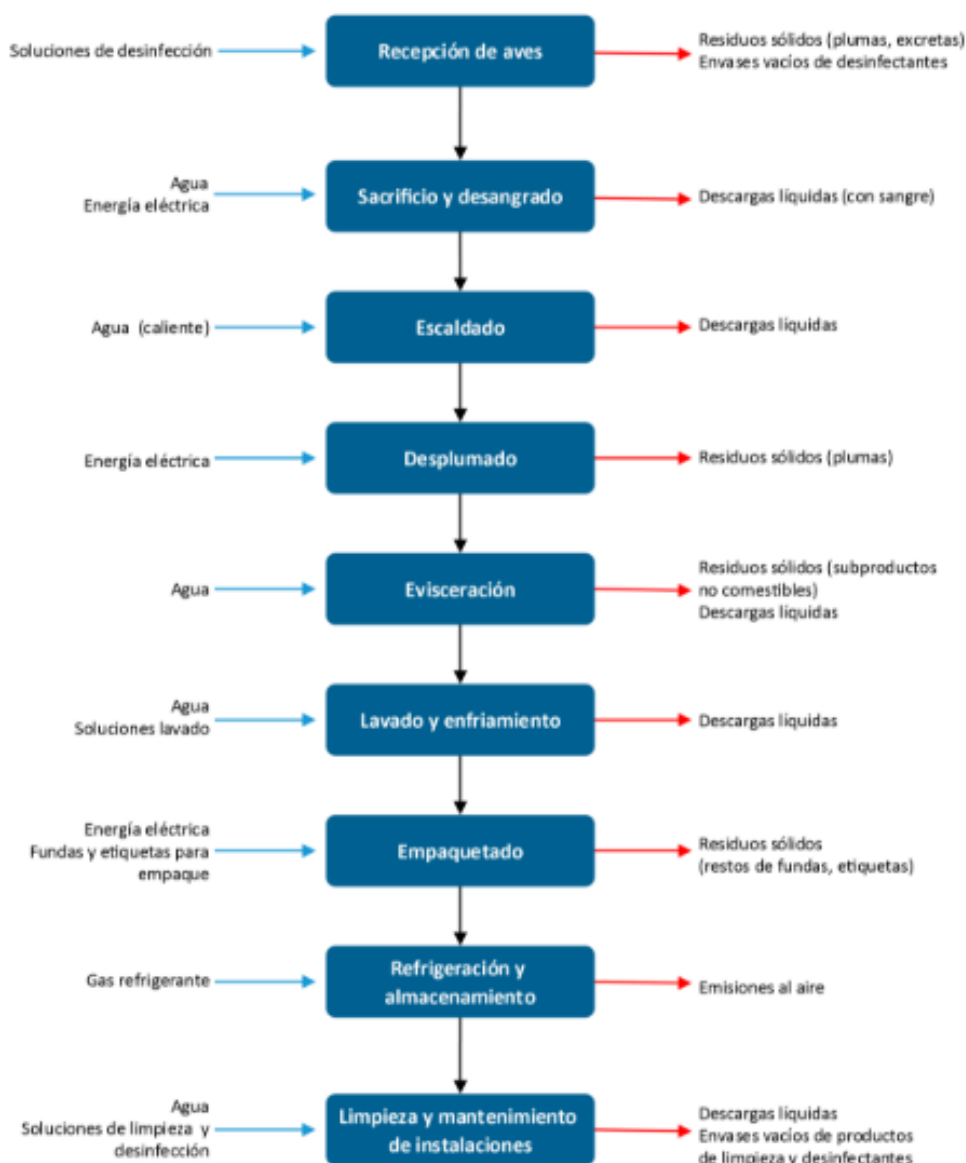 Soluciones de desinfección
Recepción de aves
Residuos sólidos (plumas, excretas)
Envases vacíos de desinfectantes
Agua
Energía eléctrica
Sacrificio y desangrado
Descargas líquidas (con sangre)
Agua (caliente)
Escaldado
Descargas líquidas
Energía eléctrica
Desplumado
Residuos sólidos (plumas)
Agua
Evisceración
Residuos sólidos (subproductos
no comestibles)
Descargas líquidas
Agua
Soluciones lavado
Lavado y enfriamiento
Descargas líquidas
Energía eléctrica
Fundas y etiquetas para
empaque
Empaquetado
Residuos sólidos
(restos de fundas, etiquetas)
Gas refrigerante
Refrigeración y
almacenamiento
Emisiones al aire
Agua
Soluciones de limpieza y
desinfección
Limpieza y mantenimiento
de instalaciones
Descargas líquidas
Envases vacíos de productos
de limpieza y desinfectantes